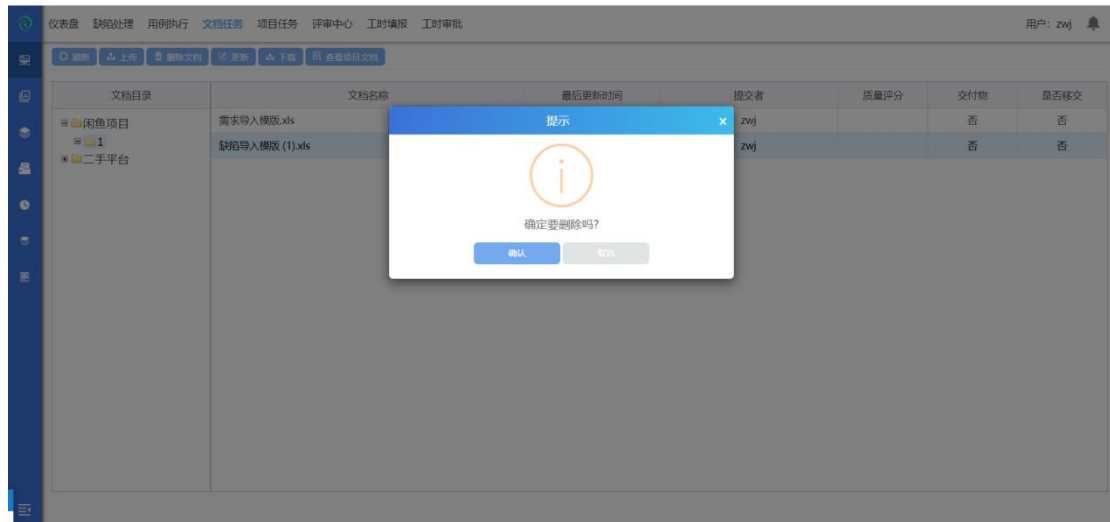 仪表盘 缺陷处理 用例执行 文档任务 项目任务 评审中心 工时填报 工时审批 用户：zwj
刷新 上传 删除文档 更新 下载 查看项目文档
文档目录 文档名称 最后更新时间 提交者 质量评分 交付物 是否移交
闲鱼项目 需求导入模版.xls 提示 × zwj 否 否
1 缺陷导入模版 (1).xls zwj 否 否
二手平台
确定要删除吗?
确认 取消